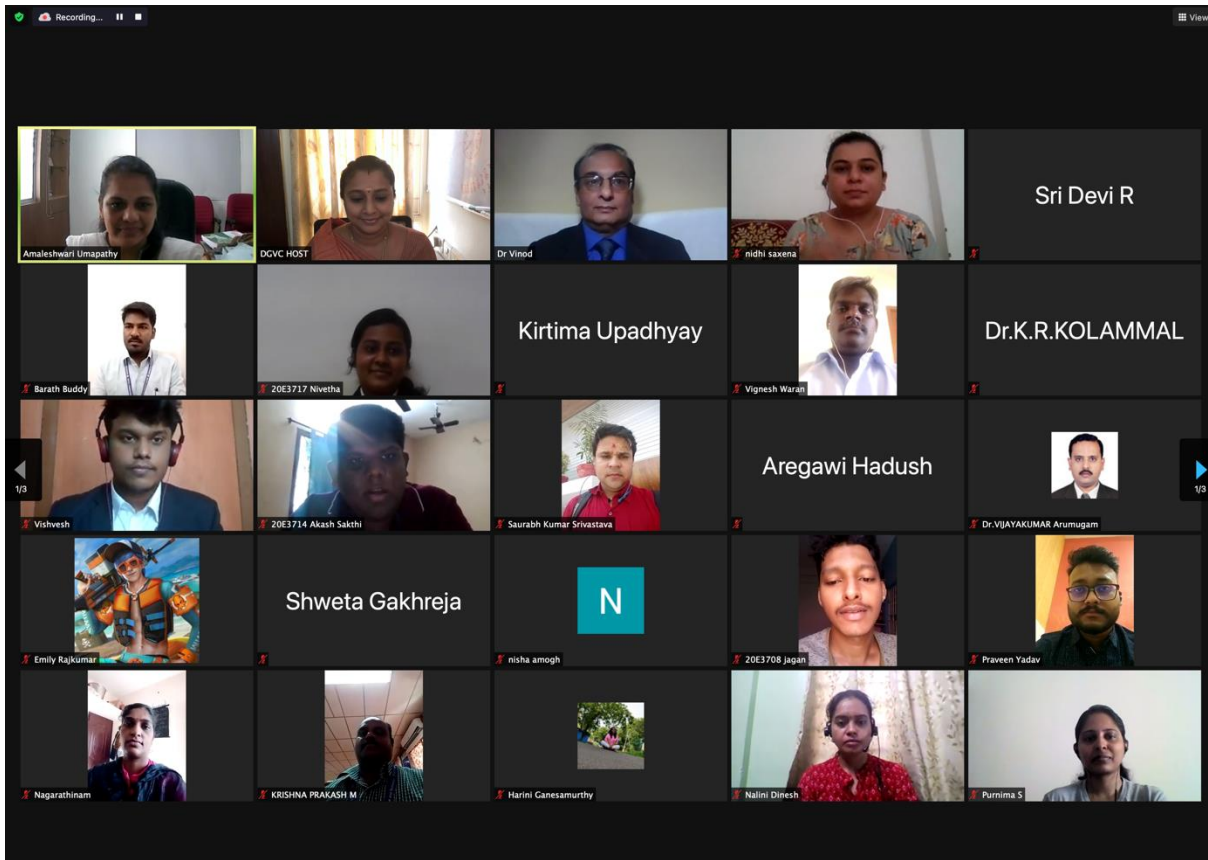 Recording...
View
Amaleshwari Umapathy
DGVC HOST
Dr Vinod
nidhi saxena
Sri Devi R
Barath Buddy
20E3717 Nivetha
Kirtima Upadhyay
Vignesh Waran
Dr.K.R.KOLAMMAL
1/3
Vishvesh
20E3714 Akash Sakthi
Saurabh Kumar Srivastava
Aregawi Hadush
Dr.VIJAYAKUMAR Arumugam
1/3
Emily Rajkumar
Shweta Gakhreja
N
nisha amogh
20E3708 Jagan
Praveen Yadav
Nagarathinam
KRISHNA PRAKASH M
Harini Ganesamurthy
Nalini Dinesh
Purnima S